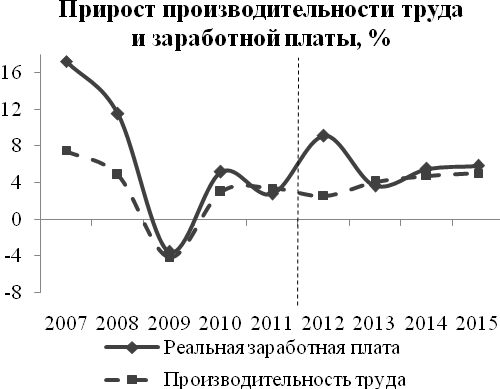 Прирост производительности труда
и заработной платы, %
16
12
8
4
0
-4
-8
2007 2008 2009 2010 2011 2012 2013 2014 2015
Реальная заработная плата
Производительность труда